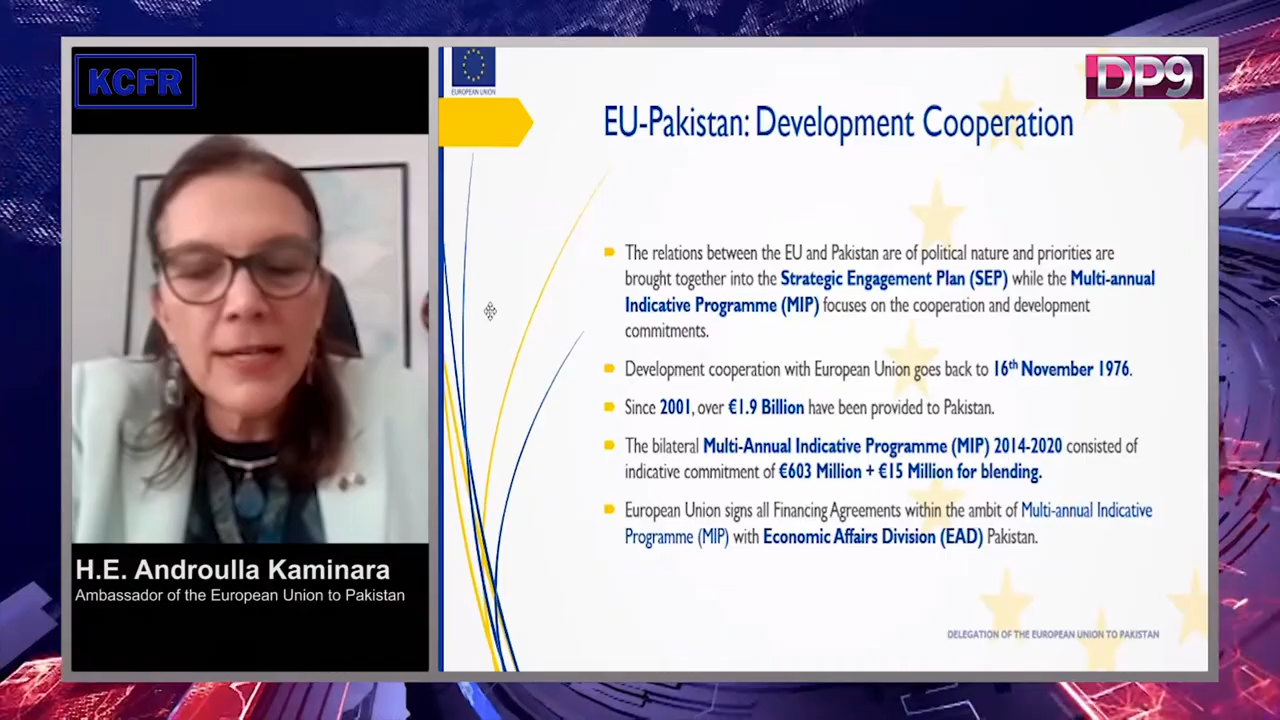 KCFR
DP9
EUROPEAN UNION
EU-Pakistan: Development Cooperation
The relations between the EU and Pakistan are of political nature and priorities are
brought together into the Strategic Engagement Plan (SEP) while the Multi-annual
Indicative Programme (MIP) focuses on the cooperation and development
commitments.
Development cooperation with European Union goes back to 16th November 1976.
Since 2001, over €1.9 Billion have been provided to Pakistan.
The bilateral Multi-Annual Indicative Programme (MIP) 2014-2020 consisted of
indicative commitment of €603 Million + €15 Million for blending.
European Union signs all Financing Agreements within the ambit of Multi-annual Indicative
Programme (MIP) with Economic Affairs Division (EAD) Pakistan.
DELEGATION OF THE EUROPEAN UNION TO PAKISTAN
H.E. Androulla Kaminara
Ambassador of the European Union to Pakistan